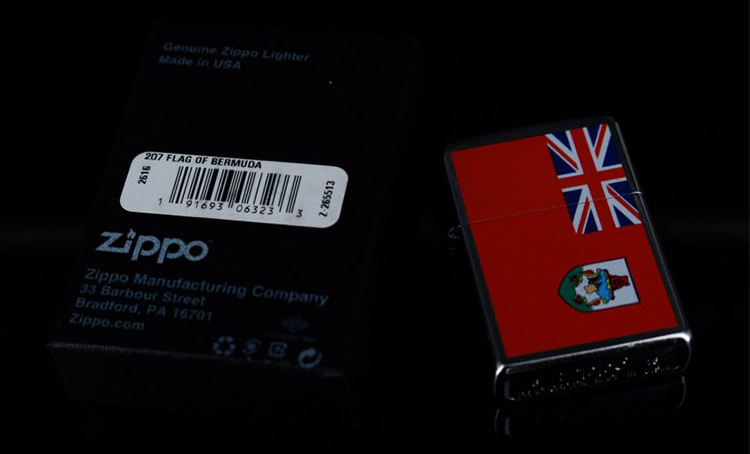 Genuine Zippo Lighter
Made in USA
207 FLAG OF BERMUDA
2616
1 91693 06323 3
Z-265513
Zippo
Zippo Manufacturing Company
33 Barbour Street
Bradford, PA 16701
Zippo.com